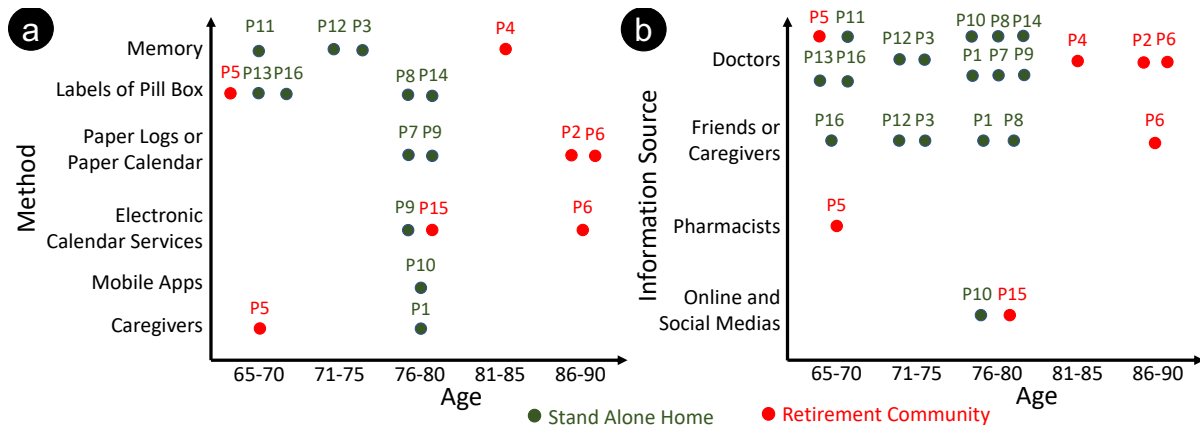 a
Method
Memory
Labels of Pill Box
Paper Logs or
Paper Calendar
Electronic
Calendar Services
Mobile Apps
Caregivers
P11 P12 P3 P4
P5 P13 P16 P8 P14
P7 P9 P2 P6
P9 P15 P6
P10
P5 P1
65-70 71-75 76-80 81-85 86-90
Age
b
Information Source
Doctors
Friends or
Caregivers
Pharmacists
Online and
Social Medias
P5 P11 P10 P8 P14
P12 P3 P4 P2 P6
P13 P16 P1 P7 P9
P16 P12 P3 P1 P8 P6
P5
P10 P15
65-70 71-75 76-80 81-85 86-90
Age
Stand Alone Home
Retirement Community